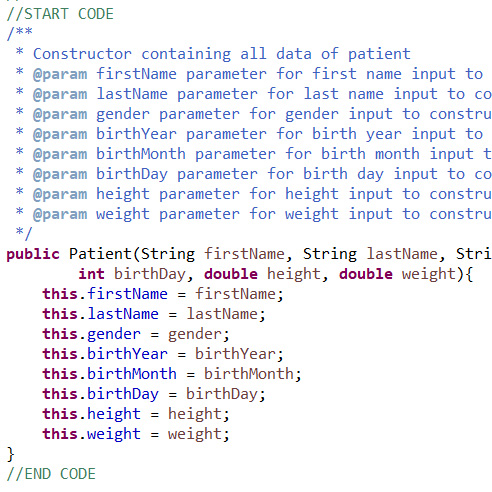 //START CODE
/**
 * Constructor containing all data of patient
 * @param firstName parameter for first name input to
 * @param lastName parameter for last name input to co
 * @param gender parameter for gender input to constru
 * @param birthYear parameter for birth year input to
 * @param birthMonth parameter for birth month input t
 * @param birthDay parameter for birth day input to co
 * @param height parameter for height input to constru
 * @param weight parameter for weight input to constru
 */
public Patient(String firstName, String lastName, Stri
        int birthDay, double height, double weight){
    this.firstName = firstName;
    this.lastName = lastName;
    this.gender = gender;
    this.birthYear = birthYear;
    this.birthMonth = birthMonth;
    this.birthDay = birthDay;
    this.height = height;
    this.weight = weight;
}
//END CODE